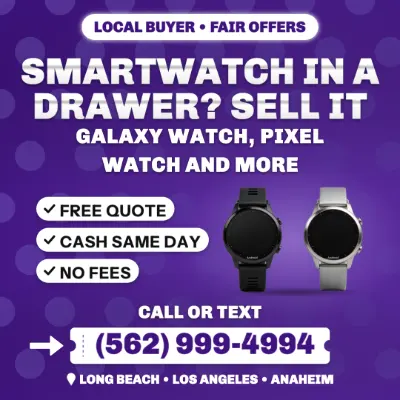 LOCAL BUYER • FAIR OFFERS
SMARTWATCH IN A
DRAWER? SELL IT
GALAXY WATCH, PIXEL
WATCH AND MORE
✓ FREE QUOTE
✓ CASH SAME DAY
✓ NO FEES
CALL OR TEXT
(562) 999-4994
LONG BEACH • LOS ANGELES • ANAHEIM